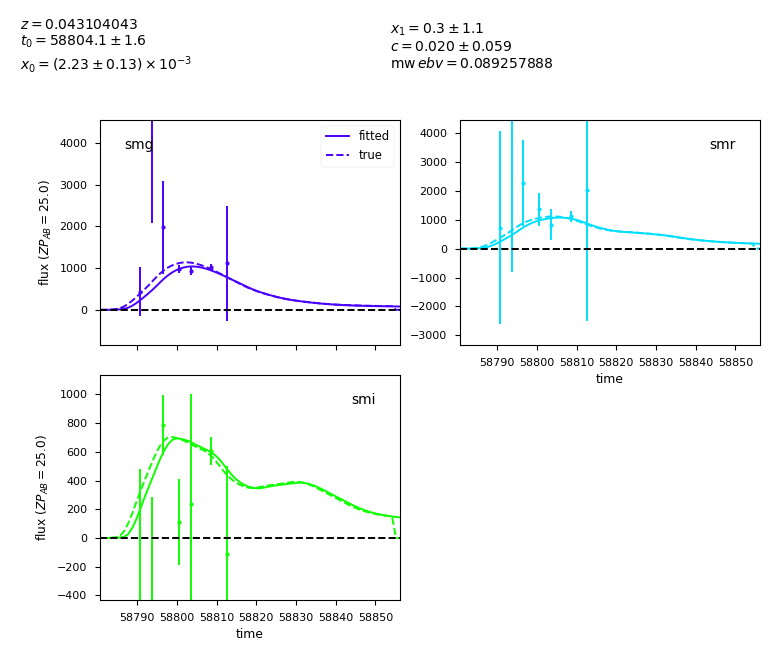 z = 0.043104043
t₀ = 58804.1 ± 1.6
x₀ = (2.23 ± 0.13) × 10⁻³
x₁ = 0.3 ± 1.1
c = 0.020 ± 0.059
mw ebv = 0.089257888
smg
fitted
true
4000
3000
2000
1000
0
flux (ZP_AB = 25.0)
smr
4000
3000
2000
1000
0
−1000
−2000
−3000
58790 58800 58810 58820 58830 58840 58850
time
smi
1000
800
600
400
200
0
−200
−400
flux (ZP_AB = 25.0)
58790 58800 58810 58820 58830 58840 58850
time